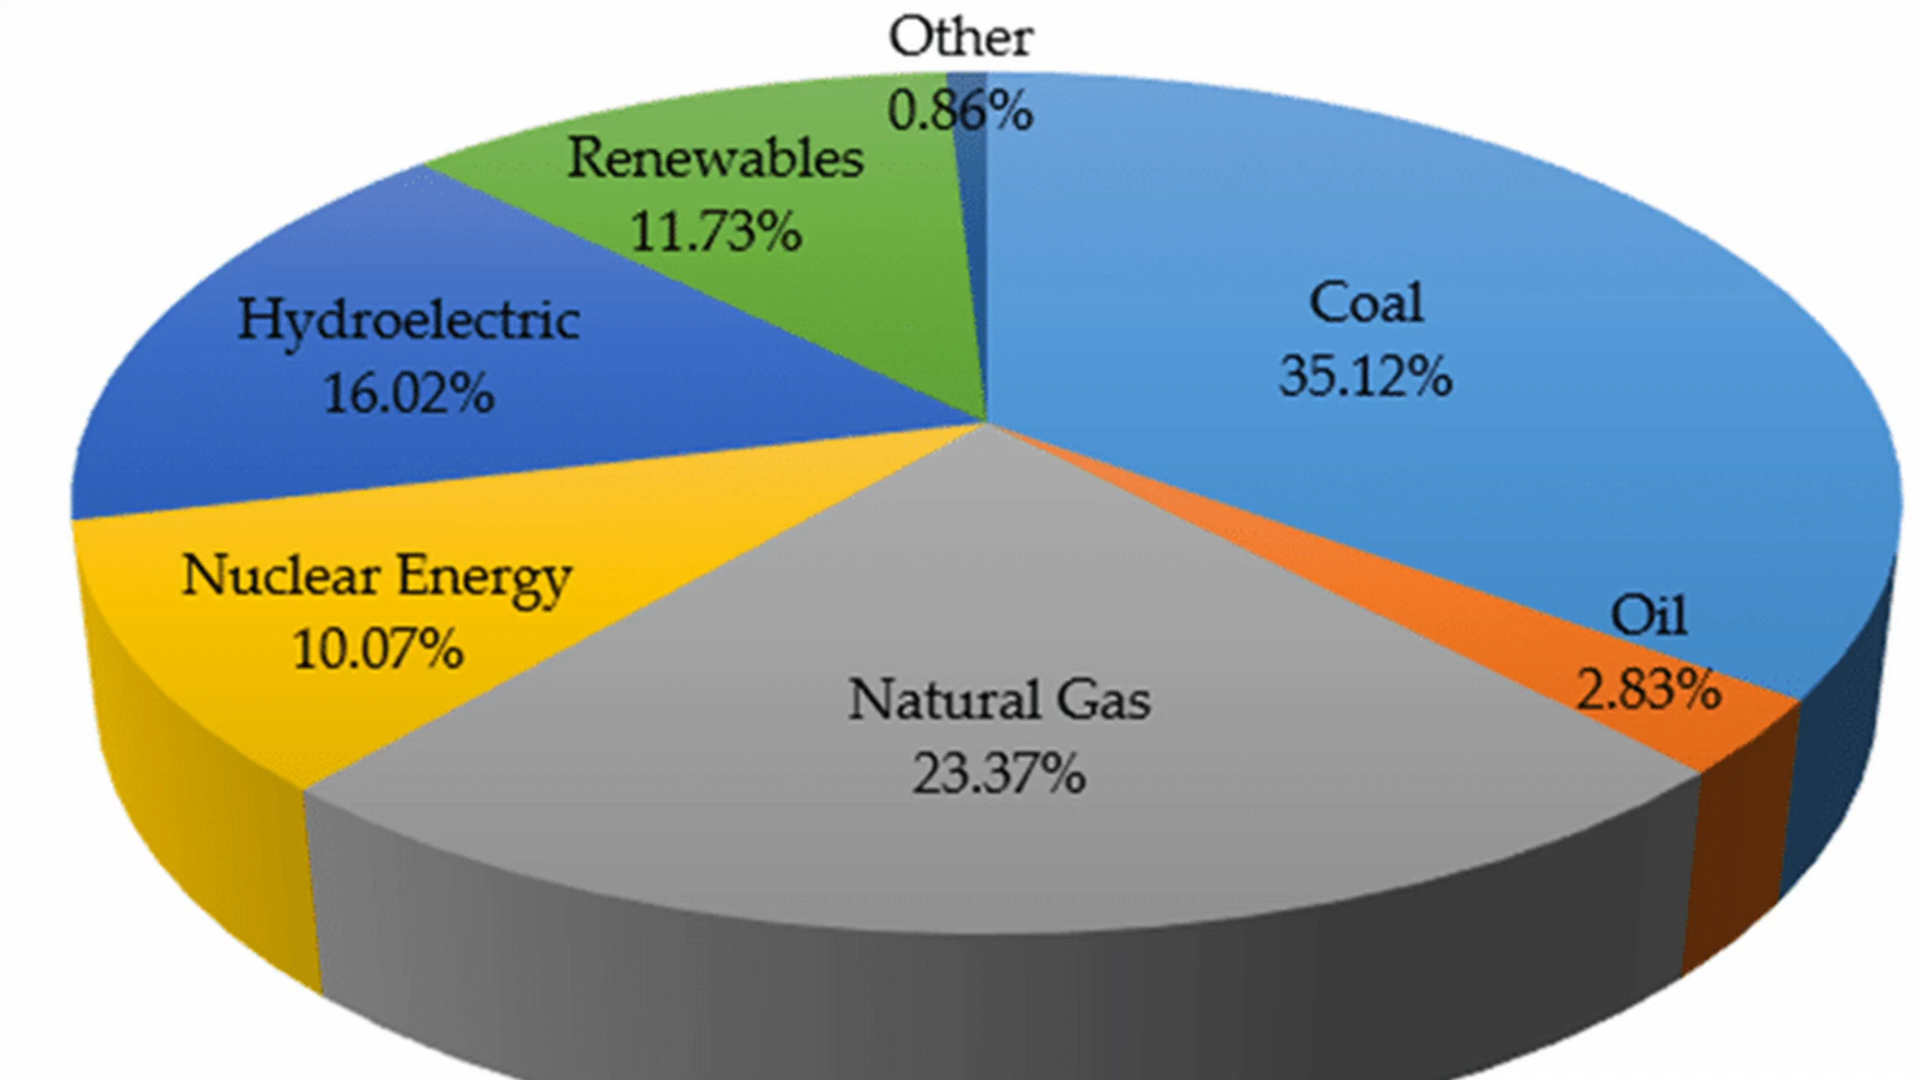 Other
0.86%
Renewables
11.73%
Coal
35.12%
Hydroelectric
16.02%
Oil
2.83%
Nuclear Energy
10.07%
Natural Gas
23.37%